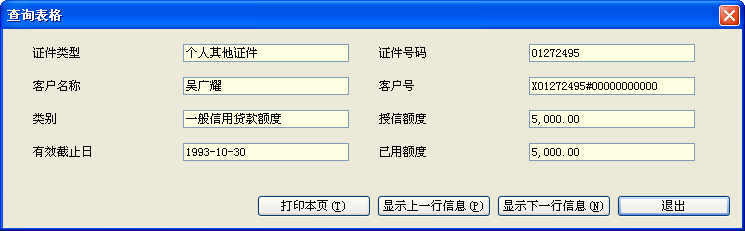 查询表格
证件类型 个人其他证件 证件号码 01272495
客户名称 吴广耀 客户号 X01272495#00000000000
类别 一般信用贷款额度 授信额度 5,000.00
有效截止日 1993-10-30 已用额度 5,000.00
打印本页(T) 显示上一行信息(P) 显示下一行信息(N) 退出